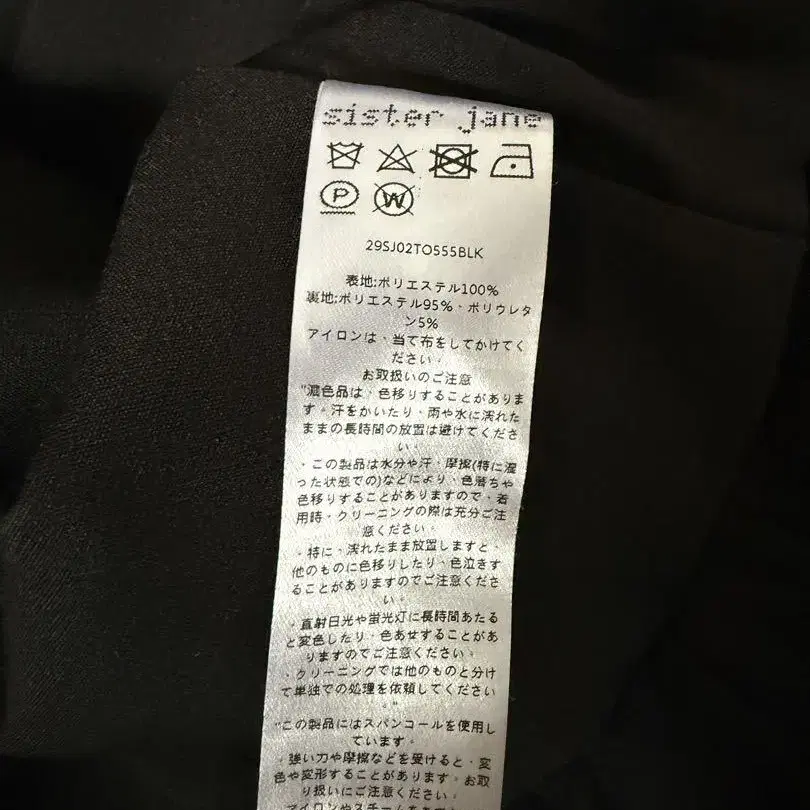 sister jane
P W
29SJ02TO555BLK
表地;ポリエステル100%
裏地;ポリエステル95%、ポリウレタ
ン5%
アイロンは、当て布をしてかけてく
ださい。
お取扱いのご注意
"濃色品は、色移りすることがありま
す。汗をかいたり、雨や水に濡れた
ままの長時間の放置は避けてくださ
い。
・この製品は水分や汗、摩擦(特に湿
った状態での)などにより、色落ちや
色移りすることがありますので、着
用時、クリーニングの際は充分ご注
意ください。
・特に、濡れたまま放置しますと、
他のものに色移りしたり、色泣きす
ることがありますのでご注意くださ
い。
・直射日光や蛍光灯に長時間あたる
と変色したり、色あせすることがあ
りますのでご注意ください。
・クリーニングでは他のものと分け
て単独での処理を依頼してください
。"
"この製品にはスパンコールを使用し
ています。
・強い力や摩擦などを受けると、変
色や変形することがあります。お取
り扱いにご注意ください。